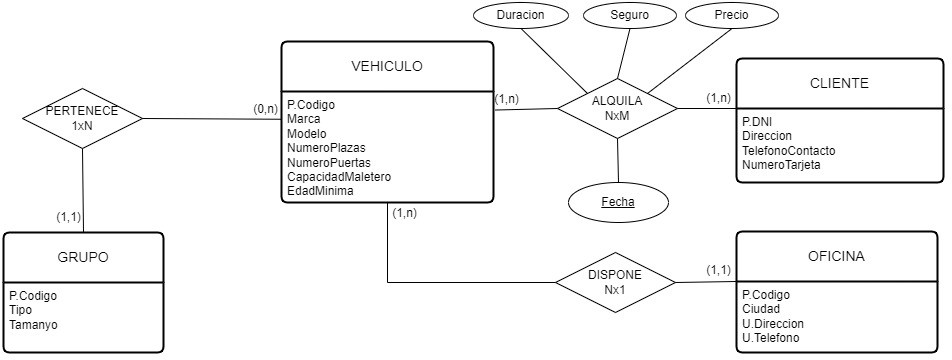 Duracion
Seguro
Precio
VEHICULO
P.Codigo
Marca
Modelo
NumeroPlazas
NumeroPuertas
CapacidadMaletero
EdadMinima
CLIENTE
P.DNI
Direccion
TelefonoContacto
NumeroTarjeta
PERTENECE
1xN
(0,n)
(1,n)
ALQUILA
NxM
(1,n)
Fecha
(1,1)
(1,n)
GRUPO
P.Codigo
Tipo
Tamanyo
DISPONE
Nx1
(1,1)
OFICINA
P.Codigo
Ciudad
U.Direccion
U.Telefono